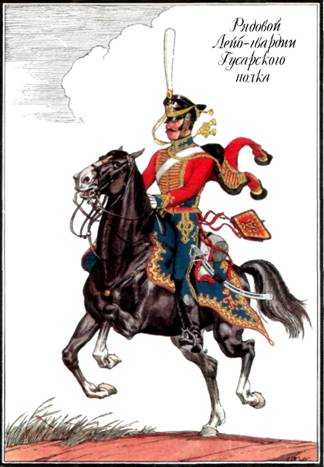 Рядовой
Лейб-гвардии
Гусарского
полка